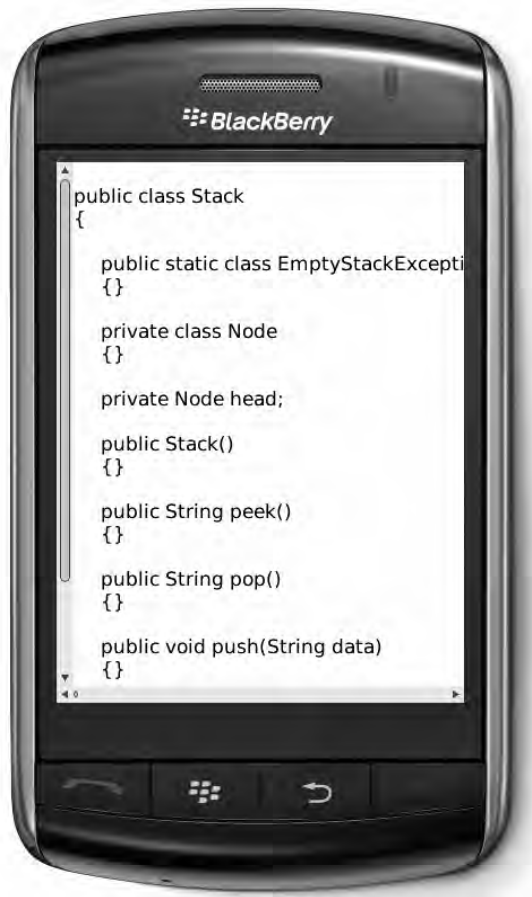 BlackBerry
public class Stack
{
public static class EmptyStackExcepti
{}
private class Node
{}
private Node head;
public Stack()
{}
public String peek()
{}
public String pop()
{}
public void push(String data)
{}